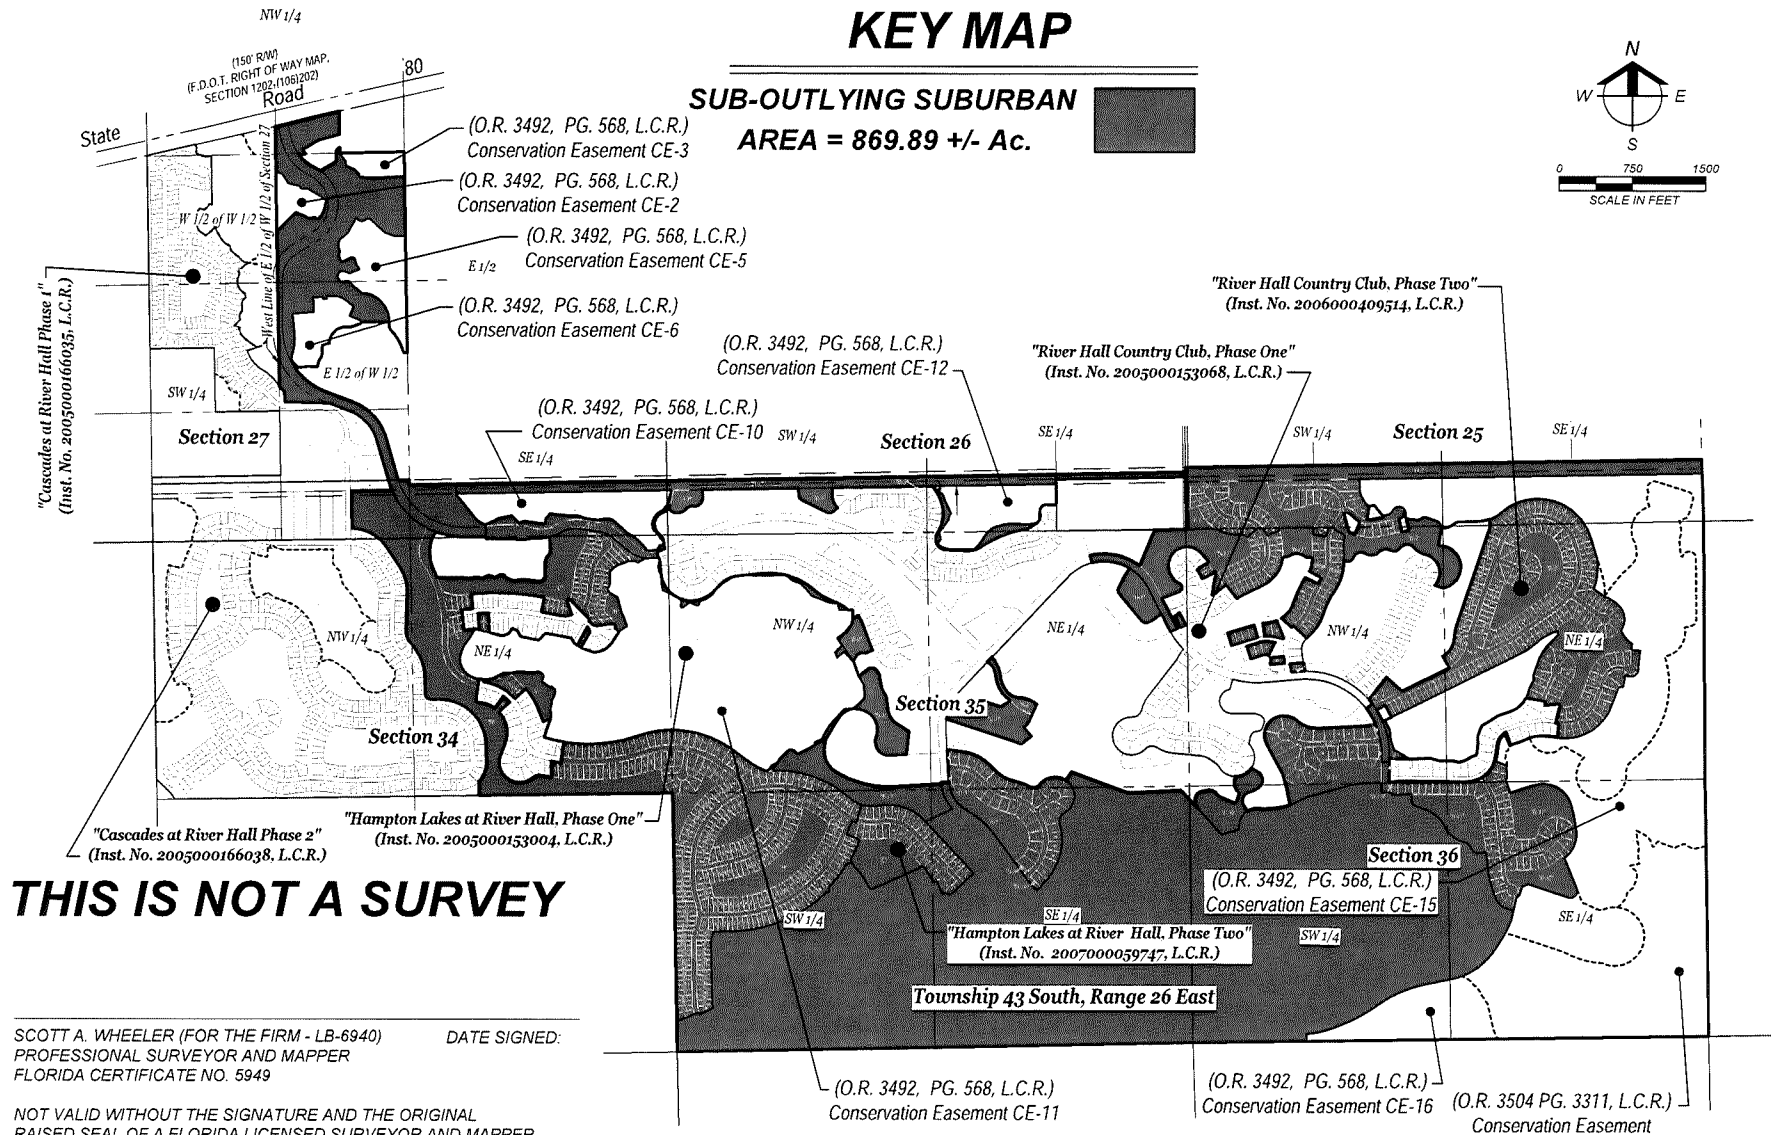 NW 1/4
KEY MAP
(150' R/W)
(F.D.O.T. RIGHT OF WAY MAP,
SECTION 1202,(106)202)
State Road 80
SUB-OUTLYING SUBURBAN
AREA = 869.89 +/- Ac.
N
W E
S
0 750 1500
SCALE IN FEET
(O.R. 3492, PG. 568, L.C.R.)
Conservation Easement CE-3
(O.R. 3492, PG. 568, L.C.R.)
Conservation Easement CE-2
(O.R. 3492, PG. 568, L.C.R.)
Conservation Easement CE-5
(O.R. 3492, PG. 568, L.C.R.)
Conservation Easement CE-6
W 1/2 of W 1/2
West Line of E 1/2 of W 1/2 of Section 27
E 1/2
E 1/2 of W 1/2
SW 1/4
"Cascades at River Hall Phase 1"
(Inst. No. 2005000166035, L.C.R.)
"River Hall Country Club, Phase Two"
(Inst. No. 2006000409514, L.C.R.)
(O.R. 3492, PG. 568, L.C.R.)
Conservation Easement CE-12
"River Hall Country Club, Phase One"
(Inst. No. 2005000153068, L.C.R.)
(O.R. 3492, PG. 568, L.C.R.)
Conservation Easement CE-10
Section 27
SE 1/4
SW 1/4
Section 26
SE 1/4
SW 1/4
Section 25
SE 1/4
NW 1/4
NE 1/4
NW 1/4
NE 1/4
NW 1/4
NE 1/4
Section 34
Section 35
"Cascades at River Hall Phase 2"
(Inst. No. 2005000166038, L.C.R.)
"Hampton Lakes at River Hall, Phase One"
(Inst. No. 2005000153004, L.C.R.)
Section 36
(O.R. 3492, PG. 568, L.C.R.)
Conservation Easement CE-15
THIS IS NOT A SURVEY
SW 1/4
SE 1/4
SW 1/4
SE 1/4
"Hampton Lakes at River Hall, Phase Two"
(Inst. No. 2007000059747, L.C.R.)
Township 43 South, Range 26 East
SCOTT A. WHEELER (FOR THE FIRM - LB-6940) DATE SIGNED:
PROFESSIONAL SURVEYOR AND MAPPER
FLORIDA CERTIFICATE NO. 5949
NOT VALID WITHOUT THE SIGNATURE AND THE ORIGINAL
RAISED SEAL OF A FLORIDA LICENSED SURVEYOR AND MAPPER
(O.R. 3492, PG. 568, L.C.R.)
Conservation Easement CE-11
(O.R. 3492, PG. 568, L.C.R.)
Conservation Easement CE-16
(O.R. 3504 PG. 3311, L.C.R.)
Conservation Easement